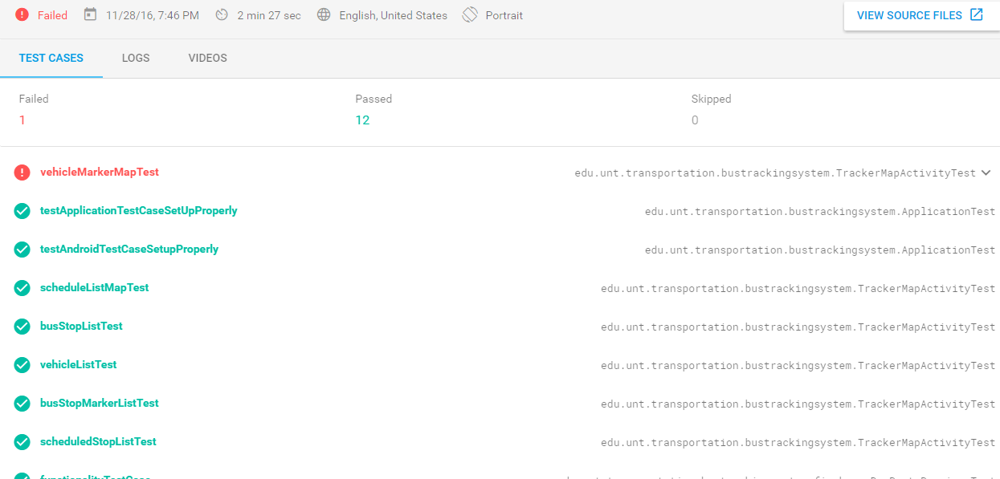 Failed 11/28/16, 7:46 PM 2 min 27 sec English, United States Portrait VIEW SOURCE FILES
TEST CASES LOGS VIDEOS
Failed Passed Skipped
1 12 0
vehicleMarkerMapTest edu.unt.transportation.bustrackingsystem.TrackerMapActivityTest
testApplicationTestCaseSetUpProperly edu.unt.transportation.bustrackingsystem.ApplicationTest
testAndroidTestCaseSetupProperly edu.unt.transportation.bustrackingsystem.ApplicationTest
scheduleListMapTest edu.unt.transportation.bustrackingsystem.TrackerMapActivityTest
busStopListTest edu.unt.transportation.bustrackingsystem.TrackerMapActivityTest
vehicleListTest edu.unt.transportation.bustrackingsystem.TrackerMapActivityTest
busStopMarkerListTest edu.unt.transportation.bustrackingsystem.TrackerMapActivityTest
scheduledStopListTest edu.unt.transportation.bustrackingsystem.TrackerMapActivityTest
functionalityTestCase